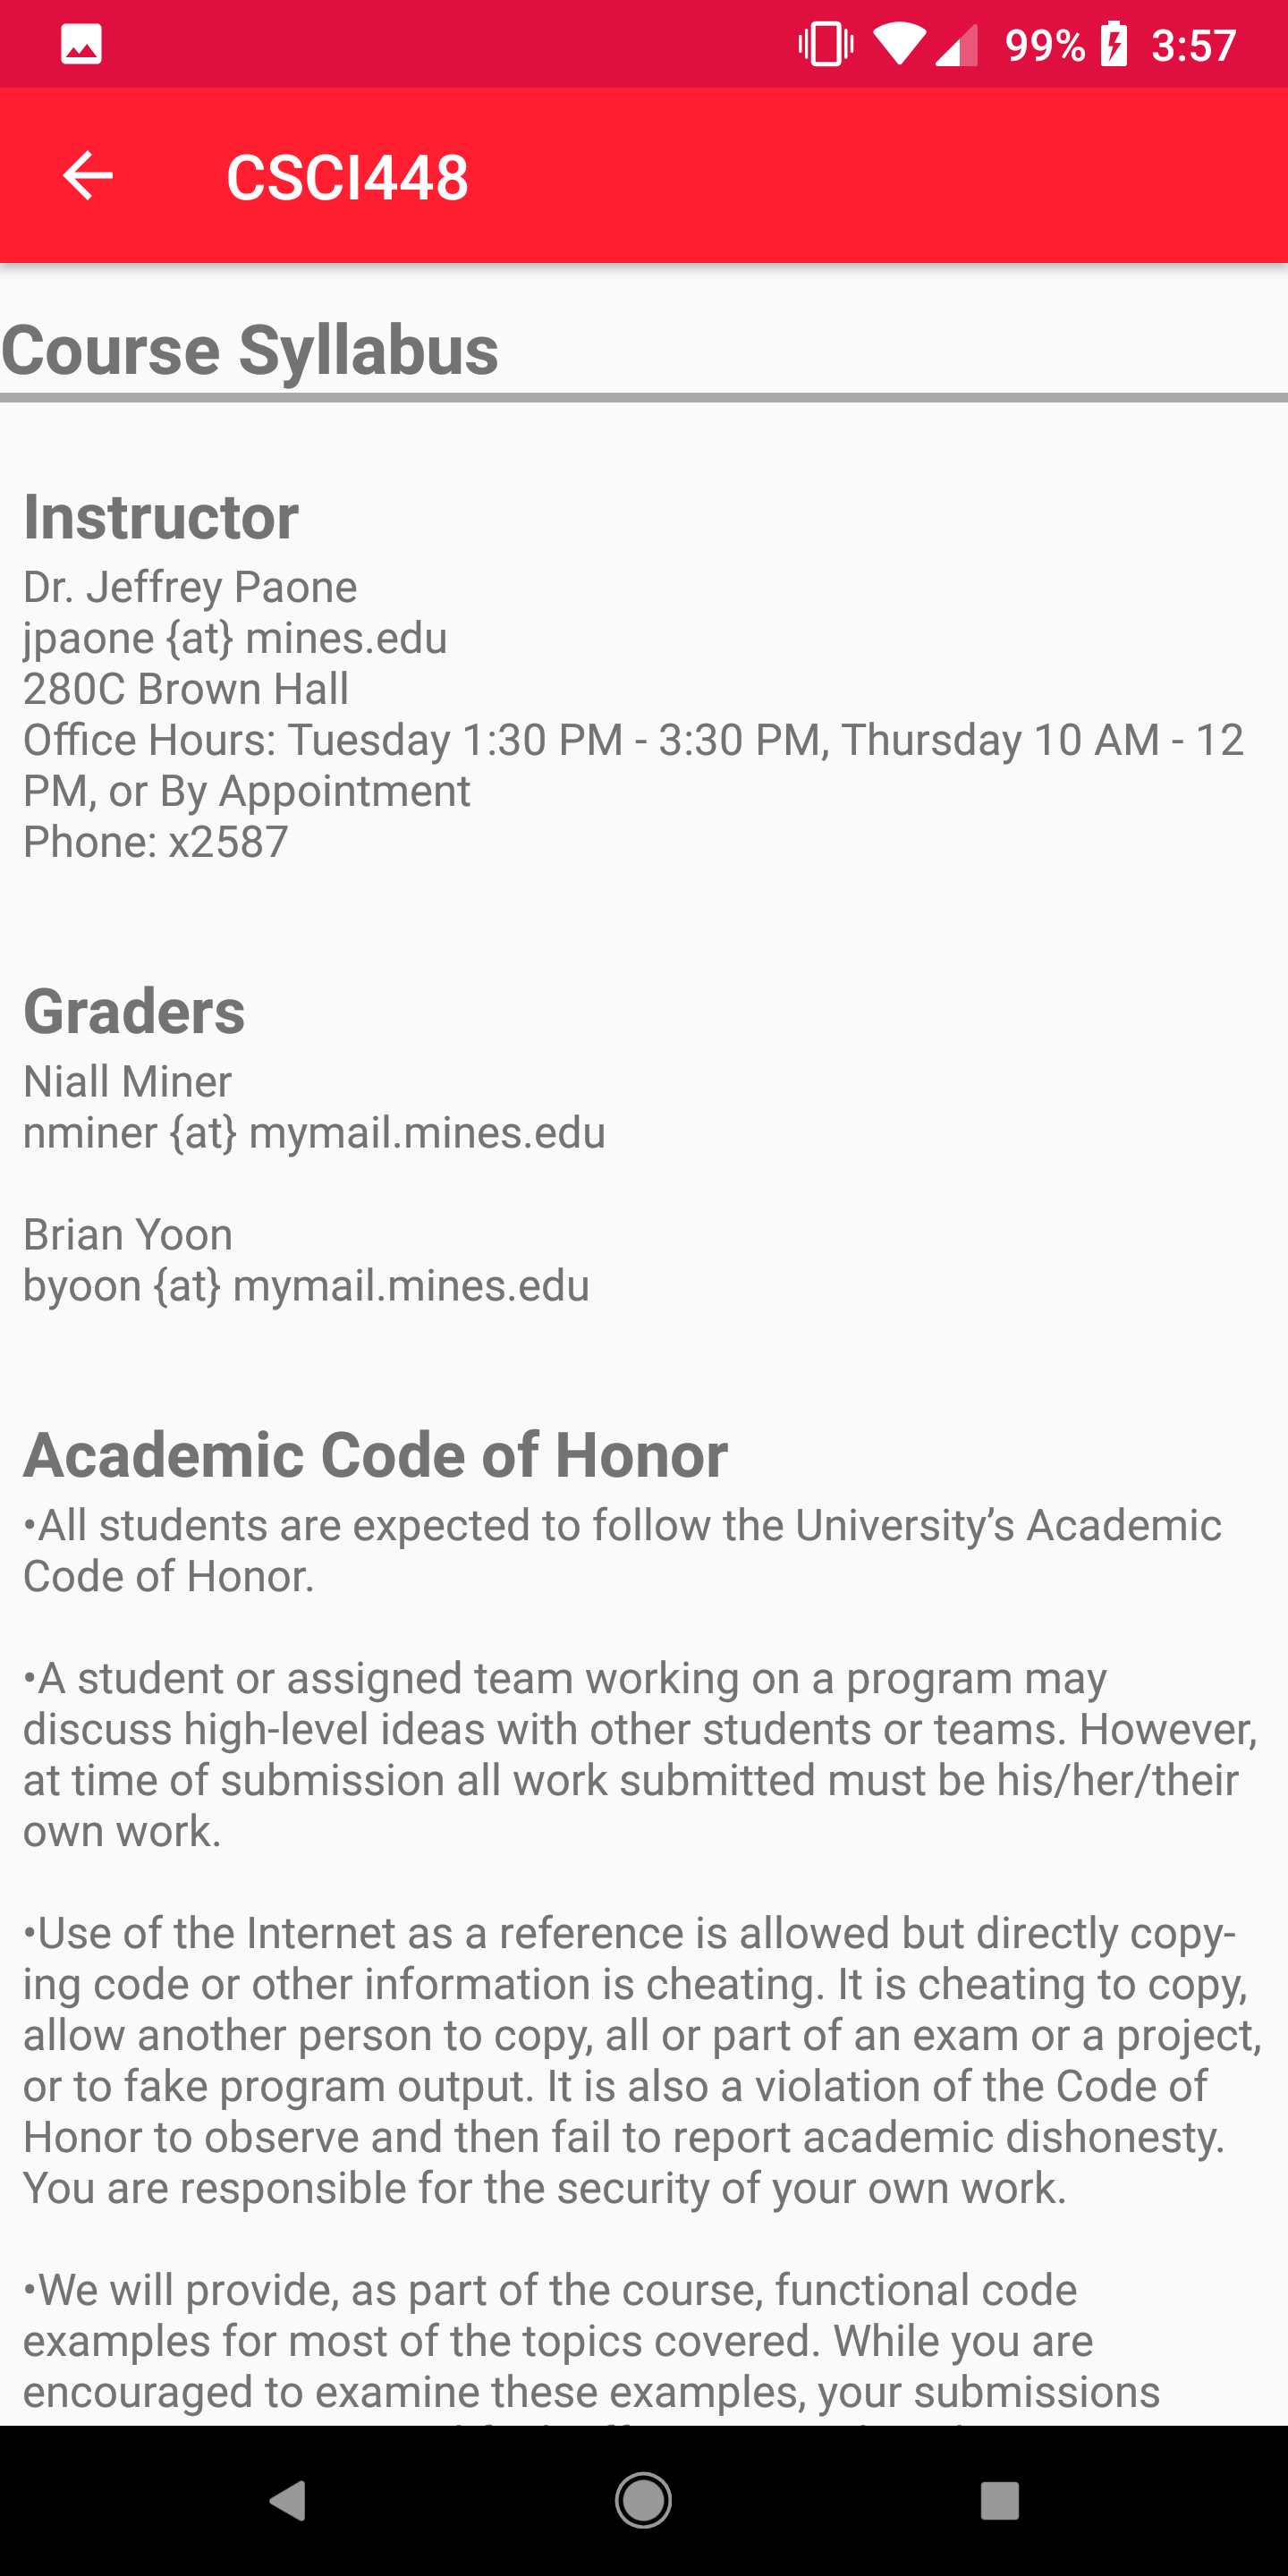 99% 3:57
CSCI448
Course Syllabus
Instructor
Dr. Jeffrey Paone
jpaone {at} mines.edu
280C Brown Hall
Office Hours: Tuesday 1:30 PM - 3:30 PM, Thursday 10 AM - 12
PM, or By Appointment
Phone: x2587
Graders
Niall Miner
nminer {at} mymail.mines.edu
Brian Yoon
byoon {at} mymail.mines.edu
Academic Code of Honor
•All students are expected to follow the University’s Academic
Code of Honor.
•A student or assigned team working on a program may
discuss high-level ideas with other students or teams. However,
at time of submission all work submitted must be his/her/their
own work.
•Use of the Internet as a reference is allowed but directly copy-
ing code or other information is cheating. It is cheating to copy,
allow another person to copy, all or part of an exam or a project,
or to fake program output. It is also a violation of the Code of
Honor to observe and then fail to report academic dishonesty.
You are responsible for the security of your own work.
•We will provide, as part of the course, functional code
examples for most of the topics covered. While you are
encouraged to examine these examples, your submissions